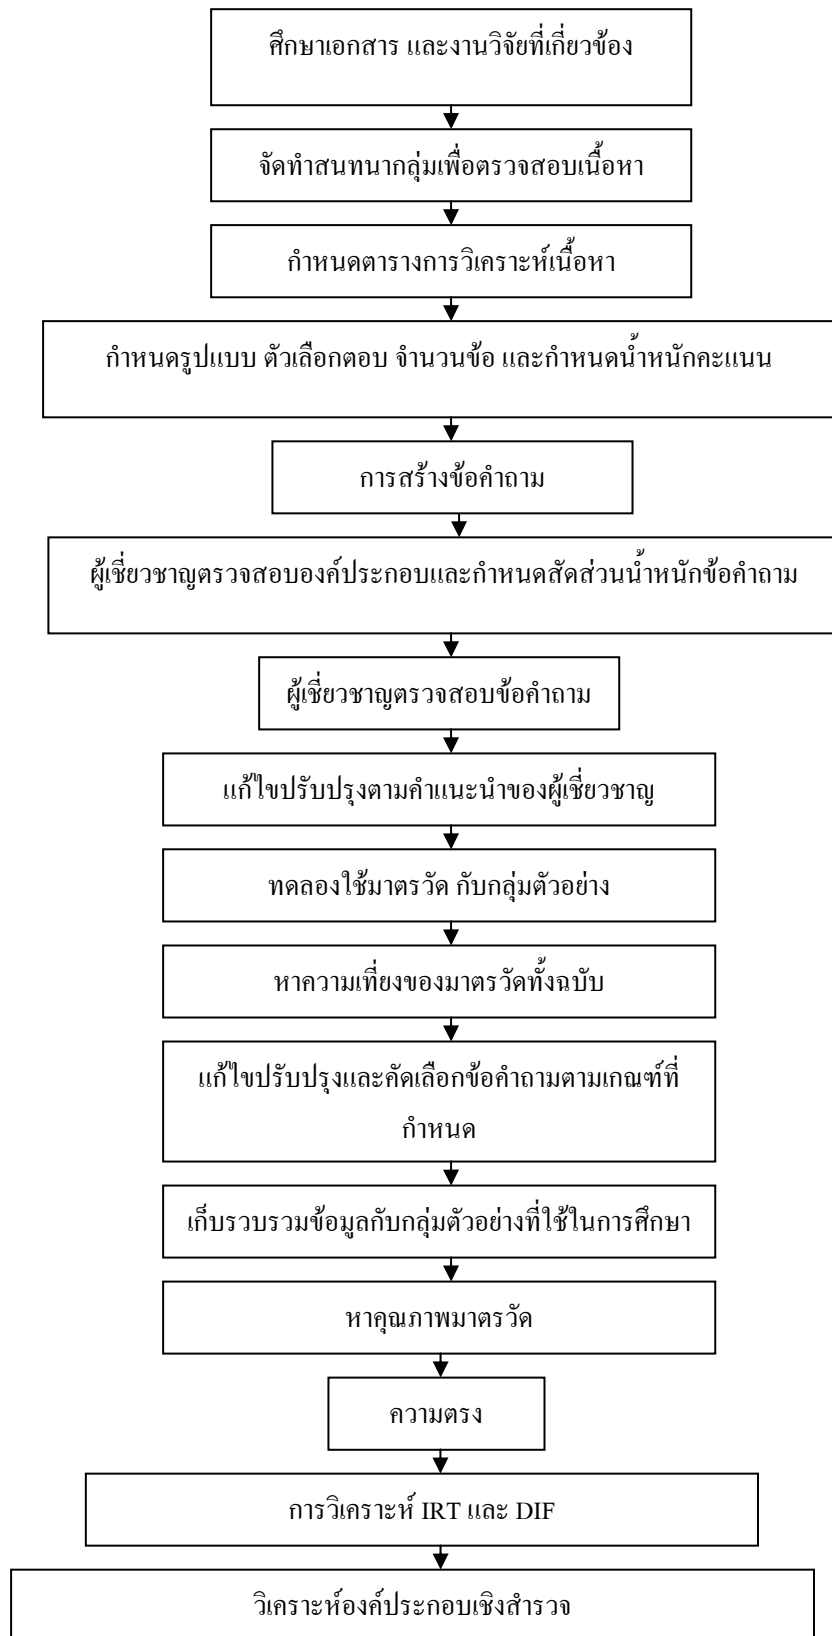 ศึกษาเอกสาร และงานวิจัยที่เกี่ยวข้อง
จัดทำสนทนากลุ่มเพื่อตรวจสอบเนื้อหา
กำหนดตารางการวิเคราะห์เนื้อหา
กำหนดรูปแบบ ตัวเลือกตอบ จำนวนข้อ และกำหนดน้ำหนักคะแนน
การสร้างข้อคำถาม
ผู้เชี่ยวชาญตรวจสอบองค์ประกอบและกำหนดสัดส่วนน้ำหนักข้อคำถาม
ผู้เชี่ยวชาญตรวจสอบข้อคำถาม
แก้ไขปรับปรุงตามคำแนะนำของผู้เชี่ยวชาญ
ทดลองใช้มาตรวัด กับกลุ่มตัวอย่าง
หาความเที่ยงของมาตรวัดทั้งฉบับ
แก้ไขปรับปรุงและคัดเลือกข้อคำถามตามเกณฑ์ที่
กำหนด
เก็บรวบรวมข้อมูลกับกลุ่มตัวอย่างที่ใช้ในการศึกษา
หาคุณภาพมาตรวัด
ความตรง
การวิเคราะห์ IRT และ DIF
วิเคราะห์องค์ประกอบเชิงสำรวจ